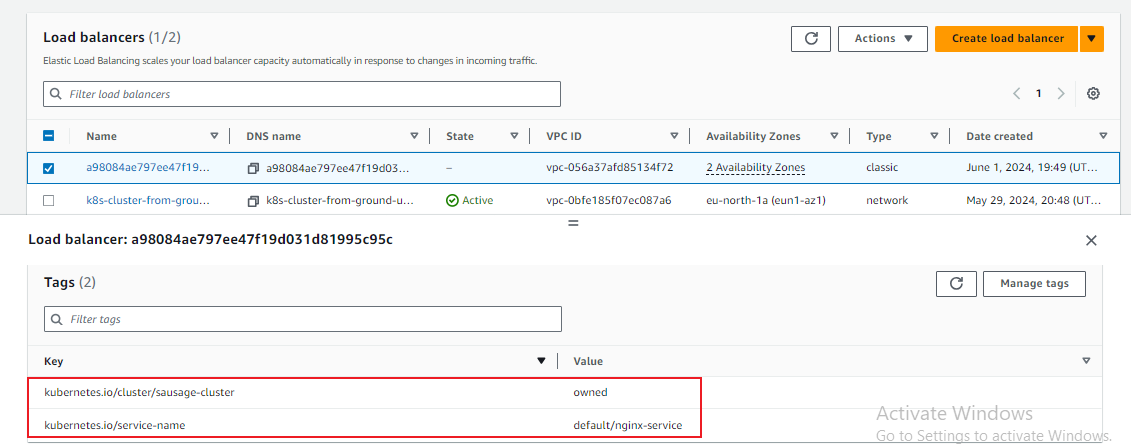 Load balancers (1/2)
Actions
Create load balancer
Elastic Load Balancing scales your load balancer capacity automatically in response to changes in incoming traffic.
Filter load balancers
1
Name DNS name State VPC ID Availability Zones Type Date created
a98084ae797ee47f19... a98084ae797ee47f19d03... – vpc-056a37afd85134f72 2 Availability Zones classic June 1, 2024, 19:49 (UT...
k8s-cluster-from-grou... k8s-cluster-from-ground-u... Active vpc-0bfe185f07ec087a6 eu-north-1a (eun1-az1) network May 29, 2024, 20:48 (UT...
Load balancer: a98084ae797ee47f19d031d81995c95c
Tags (2)
Manage tags
Filter tags
Key Value
kubernetes.io/cluster/sausage-cluster owned
kubernetes.io/service-name default/nginx-service
Activate Windows
Go to Settings to activate Windows.